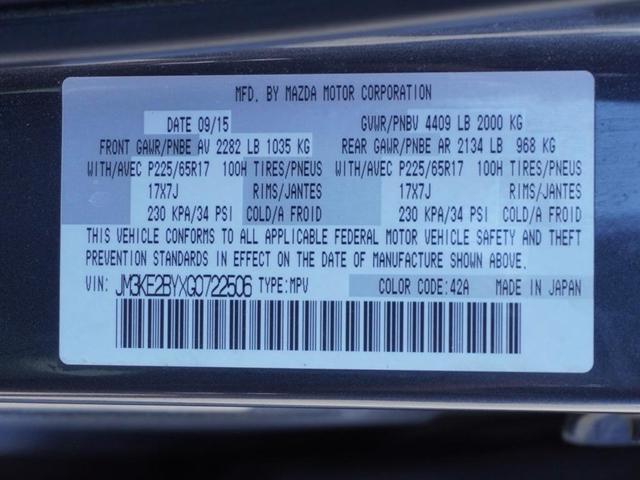 MFD. BY MAZDA MOTOR CORPORATION
DATE 09/15 GVWR/PNBV 4409 LB 2000 KG
FRONT GAWR/PNBE AV 2282 LB 1035 KG REAR GAWR/PNBE AR 2134 LB 968 KG
WITH/AVEC P225/65R17 100H TIRES/PNEUS WITH/AVEC P225/65R17 100H TIRES/PNEUS
17X7J RIMS/JANTES 17X7J RIMS/JANTES
230 KPA/34 PSI COLD/A FROID 230 KPA/34 PSI COLD/A FROID
THIS VEHICLE CONFORMS TO ALL APPLICABLE FEDERAL MOTOR VEHICLE SAFETY AND THEFT
PREVENTION STANDARDS IN EFFECT ON THE DATE OF MANUFACTURE SHOWN ABOVE.
VIN: JM3KE2BYXG0722506 TYPE:MPV COLOR CODE:42A MADE IN JAPAN